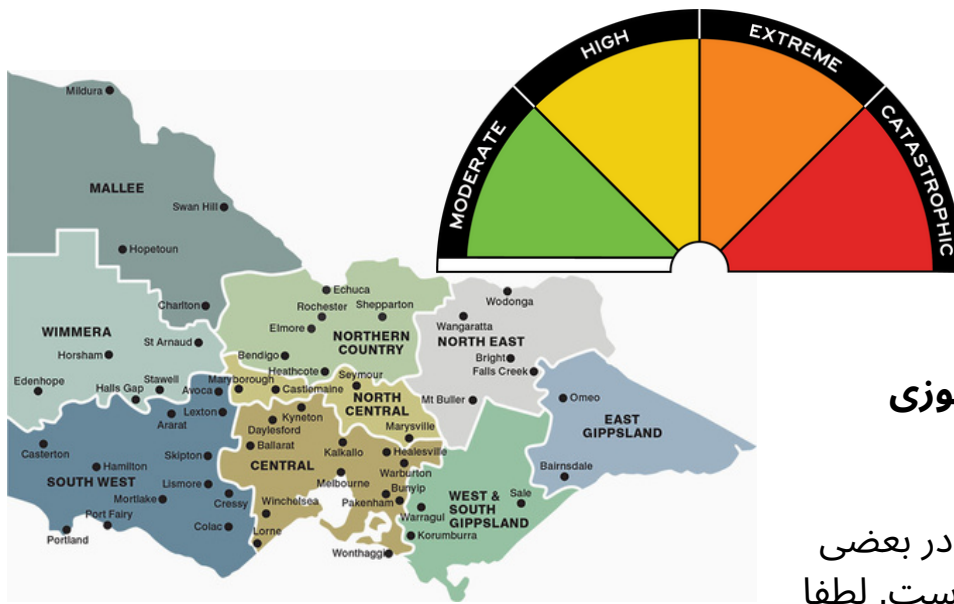 MODERATE
HIGH
EXTREME
CATASTROPHIC
Mildura
MALLEE
Swan Hill
Hopetoun
Charlton
WIMMERA
St Arnaud
Horsham
Edenhope
Halls Gap
Stawell
Echuca
Rochester
Shepparton
Elmore
NORTHERN
COUNTRY
Bendigo
Heathcote
Wodonga
Wangaratta
NORTH EAST
Bright
Falls Creek
Mt Buller
Seymour
Maryborough
Castlemaine
NORTH
CENTRAL
Marysville
Avoca
Lexton
Ararat
Casterton
Skipton
Hamilton
SOUTH WEST
Lismore
Mortlake
Cressy
Port Fairy
Portland
Colac
Kyneton
Daylesford
Ballarat
Kalkallo
Healesville
CENTRAL
Warburton
Melbourne
Bunyip
Winchelsea
Pakenham
Lorne
Wonthaggi
Omeo
EAST
GIPPSLAND
Bairnsdale
WEST &
SOUTH
GIPPSLAND
Sale
Warragul
Korumburra
وزی
در بعضی
ست. لطفا